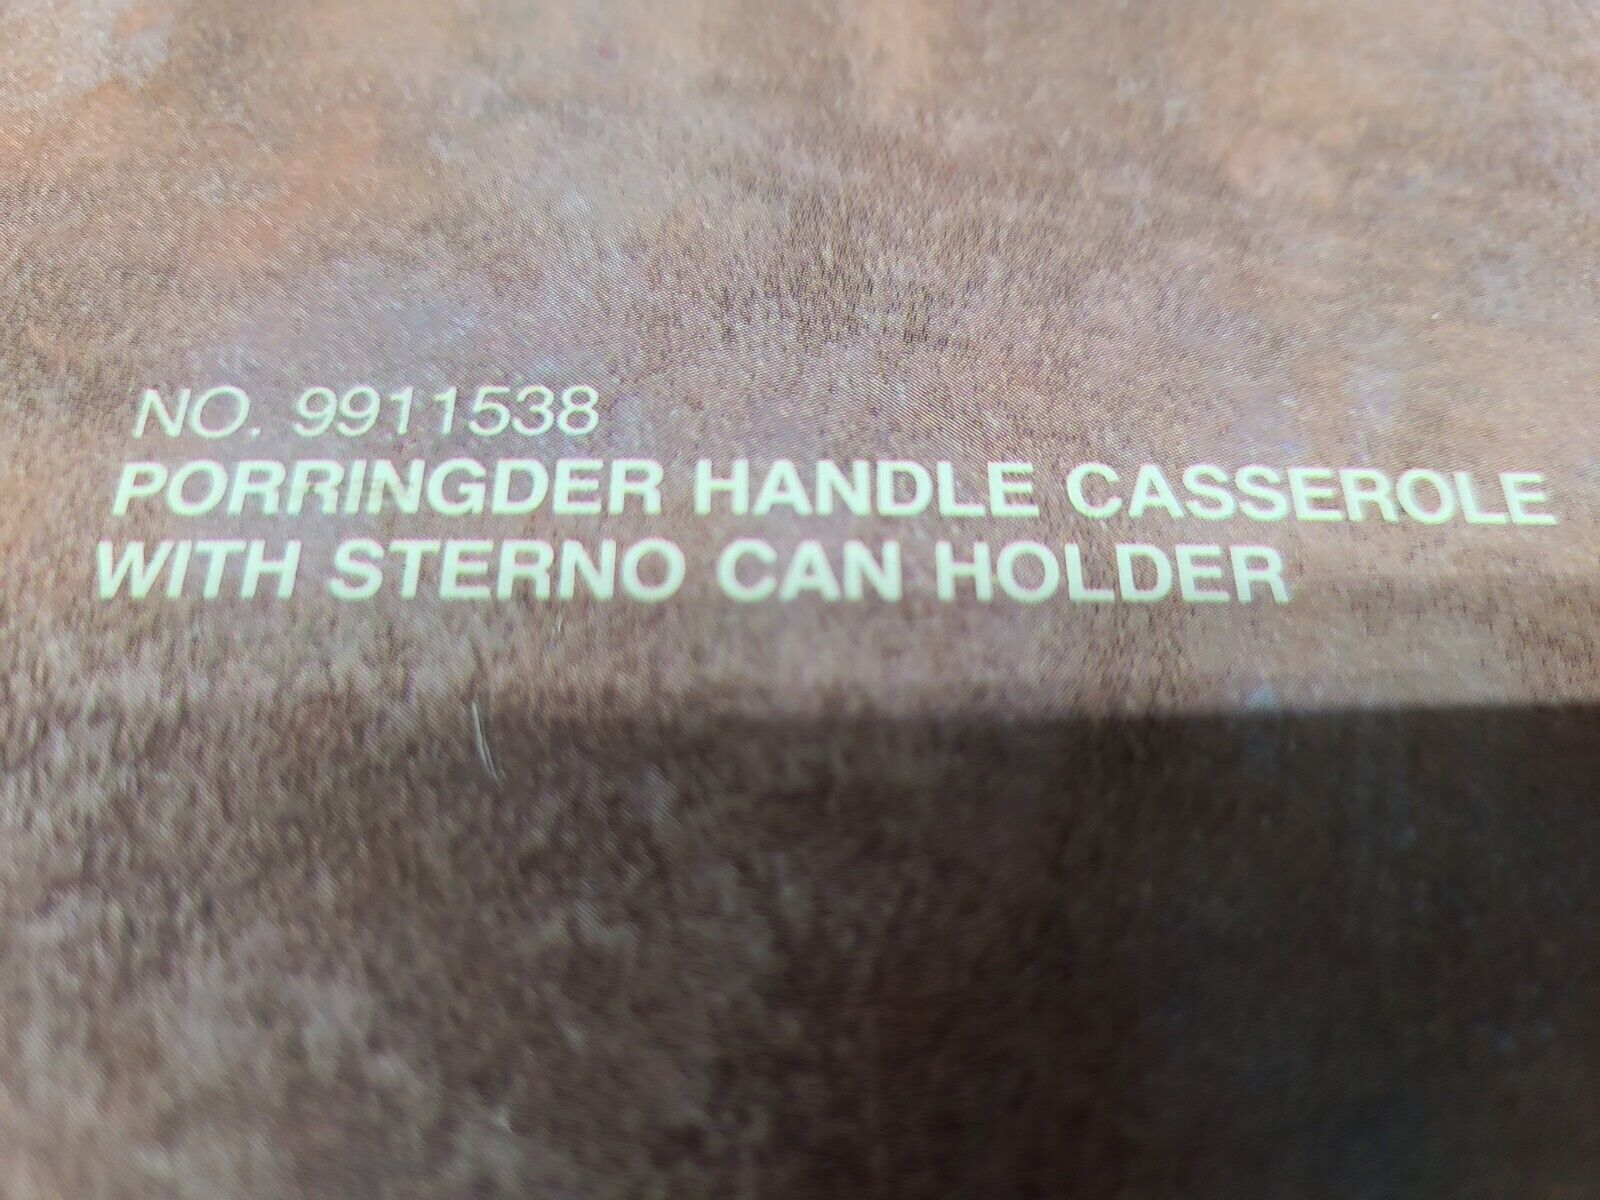 NO. 9911538
PORRINGDER HANDLE CASSEROLE
WITH STERNO CAN HOLDER